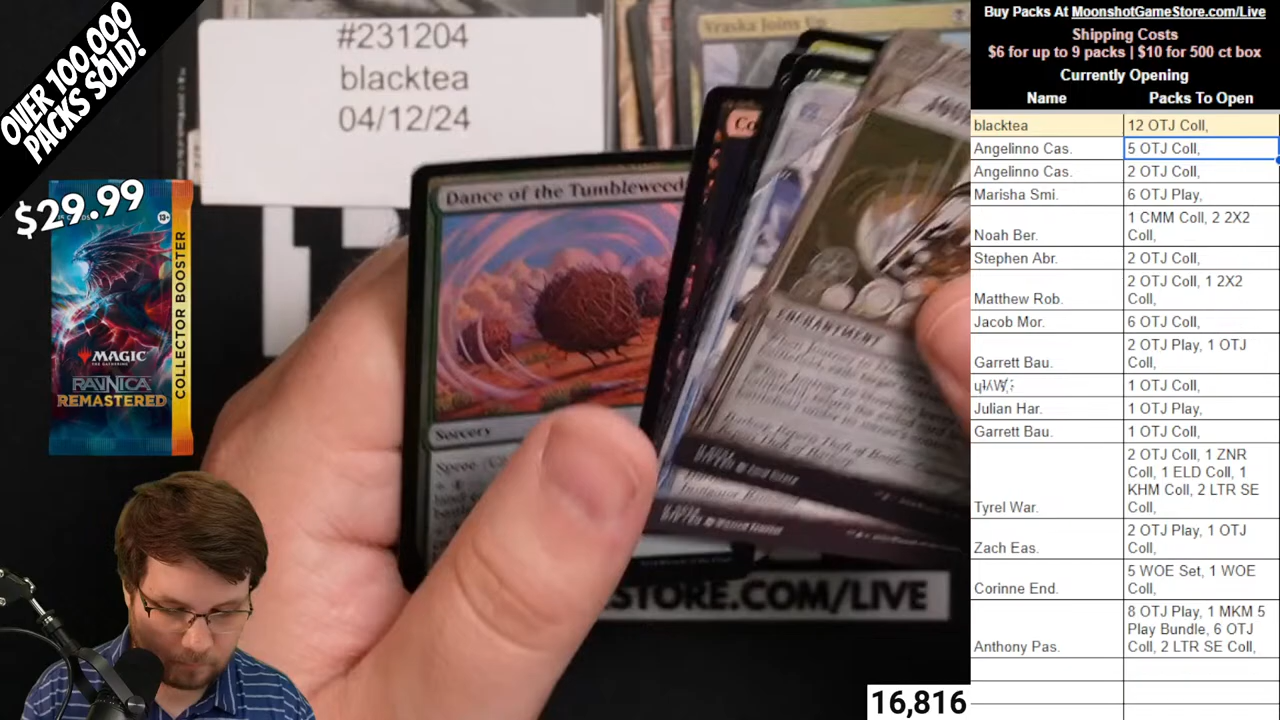 OVER 100,000
PACKS SOLD!
$29.99
13+
MAGIC
THE GATHERING
RAVNICA
REMASTERED
COLLECTOR BOOSTER
#231204
blacktea
04/12/24
Vraska Joins Up
Dance of the Tumbleweed
Sorcery
Spree
ENCHANTMENT
STORE.COM/LIVE
16,816
Buy Packs At MoonshotGameStore.com/Live
Shipping Costs
$6 for up to 9 packs | $10 for 500 ct box
Currently Opening
Name Packs To Open
blacktea 12 OTJ Coll,
Angelinno Cas. 5 OTJ Coll,
Angelinno Cas. 2 OTJ Coll,
Marisha Smi. 6 OTJ Play,
Noah Ber. 1 CMM Coll, 2 2X2
Coll,
Stephen Abr. 2 OTJ Coll,
Matthew Rob. 2 OTJ Coll, 1 2X2
Coll,
Jacob Mor. 6 OTJ Coll,
Garrett Bau. 2 OTJ Play, 1 OTJ
Coll,
1 OTJ Coll,
Julian Har. 1 OTJ Play,
Garrett Bau. 1 OTJ Coll,
Tyrel War. 2 OTJ Coll, 1 ZNR
Coll, 1 ELD Coll, 1
KHM Coll, 2 LTR SE
Coll,
Zach Eas. 2 OTJ Play, 1 OTJ
Coll,
Corinne End. 5 WOE Set, 1 WOE
Coll,
Anthony Pas. 8 OTJ Play, 1 MKM 5
Play Bundle, 6 OTJ
Coll, 2 LTR SE Coll,